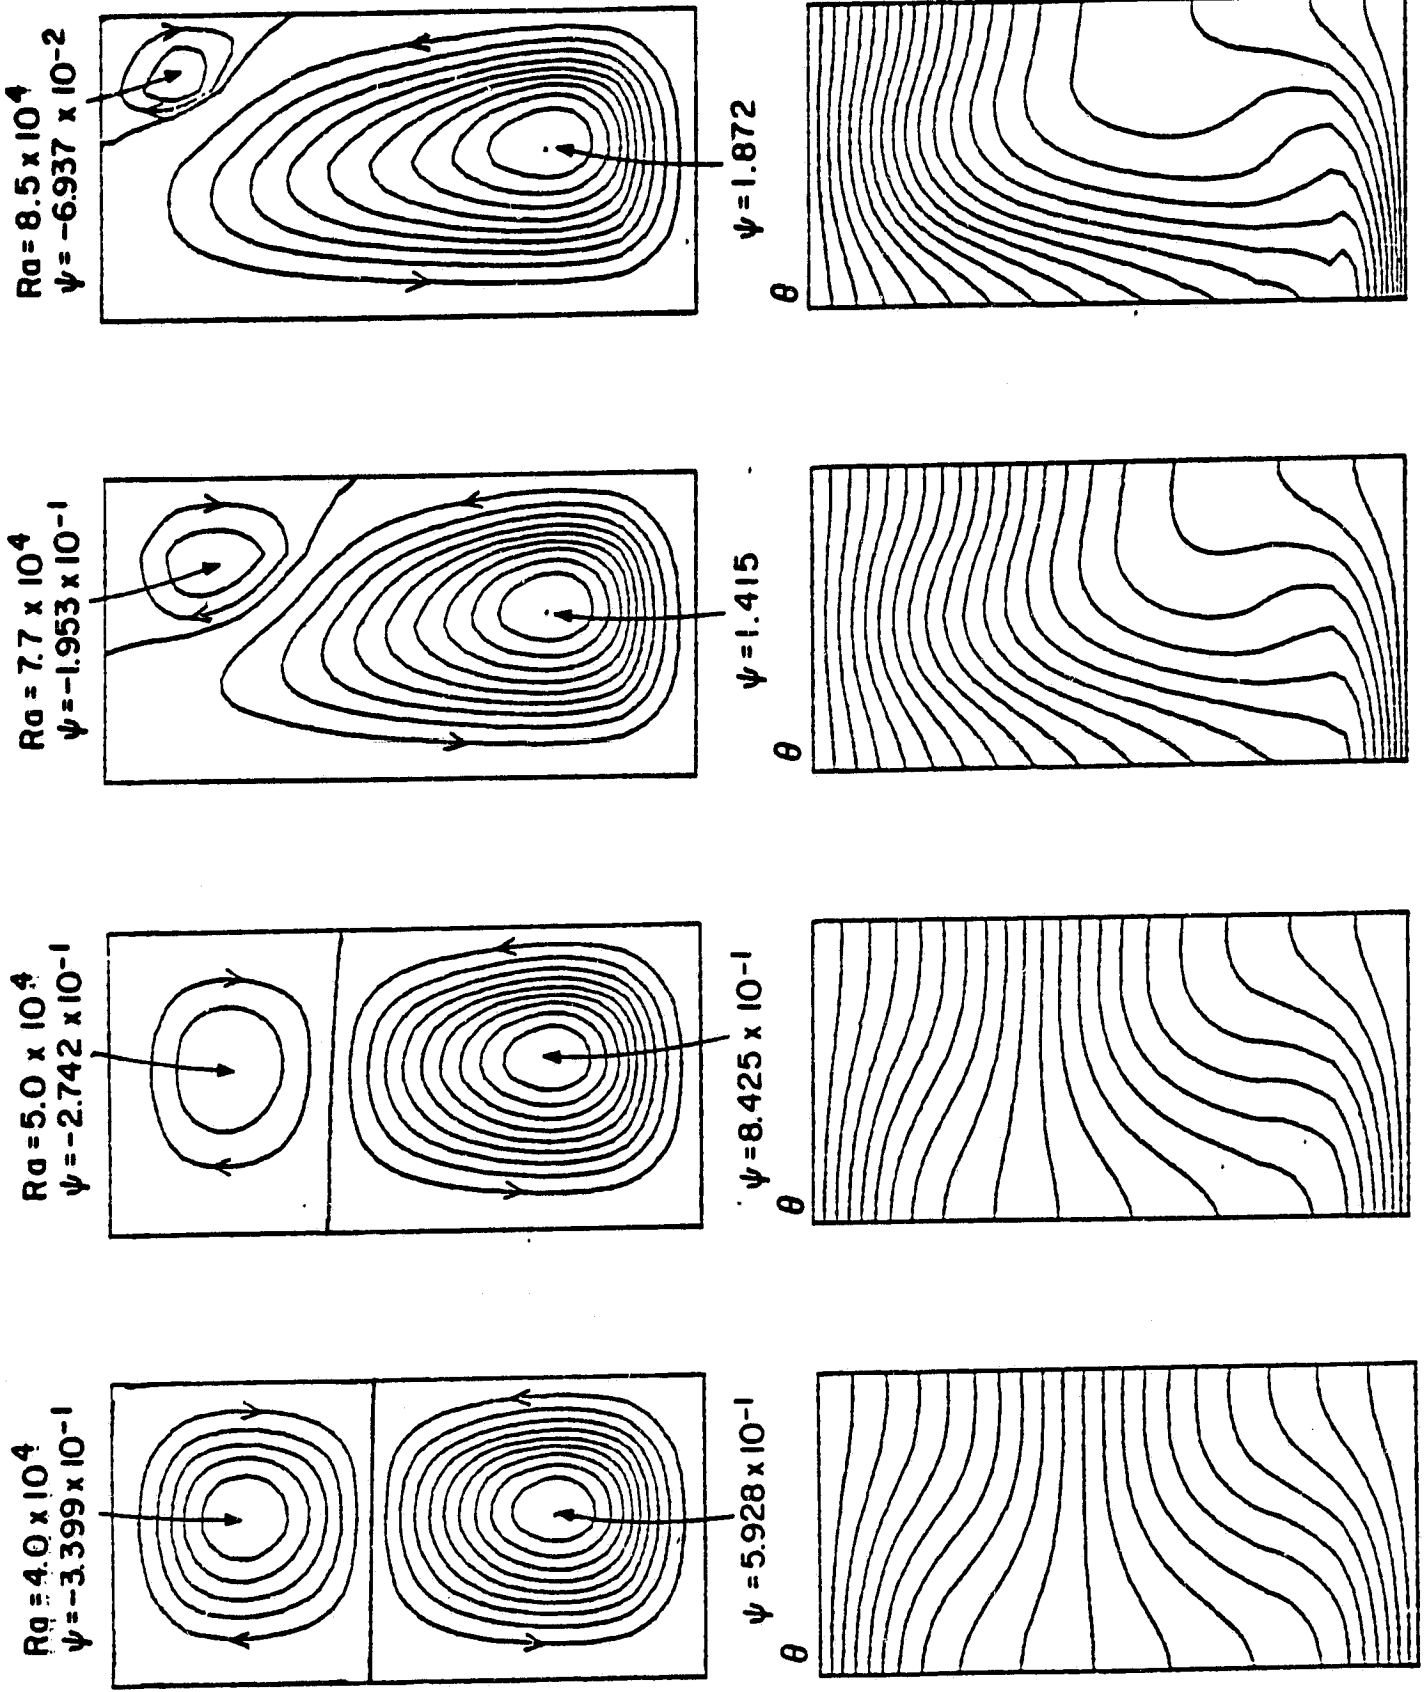 Ra = 4.0 x 10⁴
ψ = -3.399 x 10⁻¹
ψ = 5.928 x 10⁻¹
θ
Ra = 5.0 x 10⁴
ψ = -2.742 x 10⁻¹
ψ = 8.425 x 10⁻¹
θ
Ra = 7.7 x 10⁴
ψ = -1.953 x 10⁻¹
ψ = 1.415
θ
Ra = 8.5 x 10⁴
ψ = -6.937 x 10⁻²
ψ = 1.872
θ